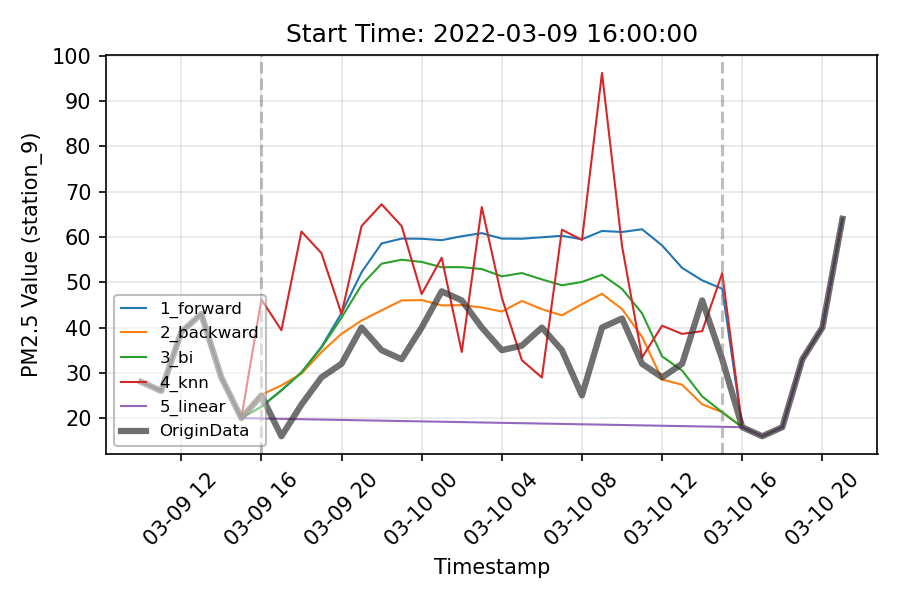 Start Time: 2022-03-09 16:00:00
PM2.5 Value (station_9)
100
90
80
70
60
50
40
30
20
1_forward
2_backward
3_bi
4_knn
5_linear
OriginData
03-09 12
03-09 16
03-09 20
03-10 00
03-10 04
03-10 08
03-10 12
03-10 16
03-10 20
Timestamp